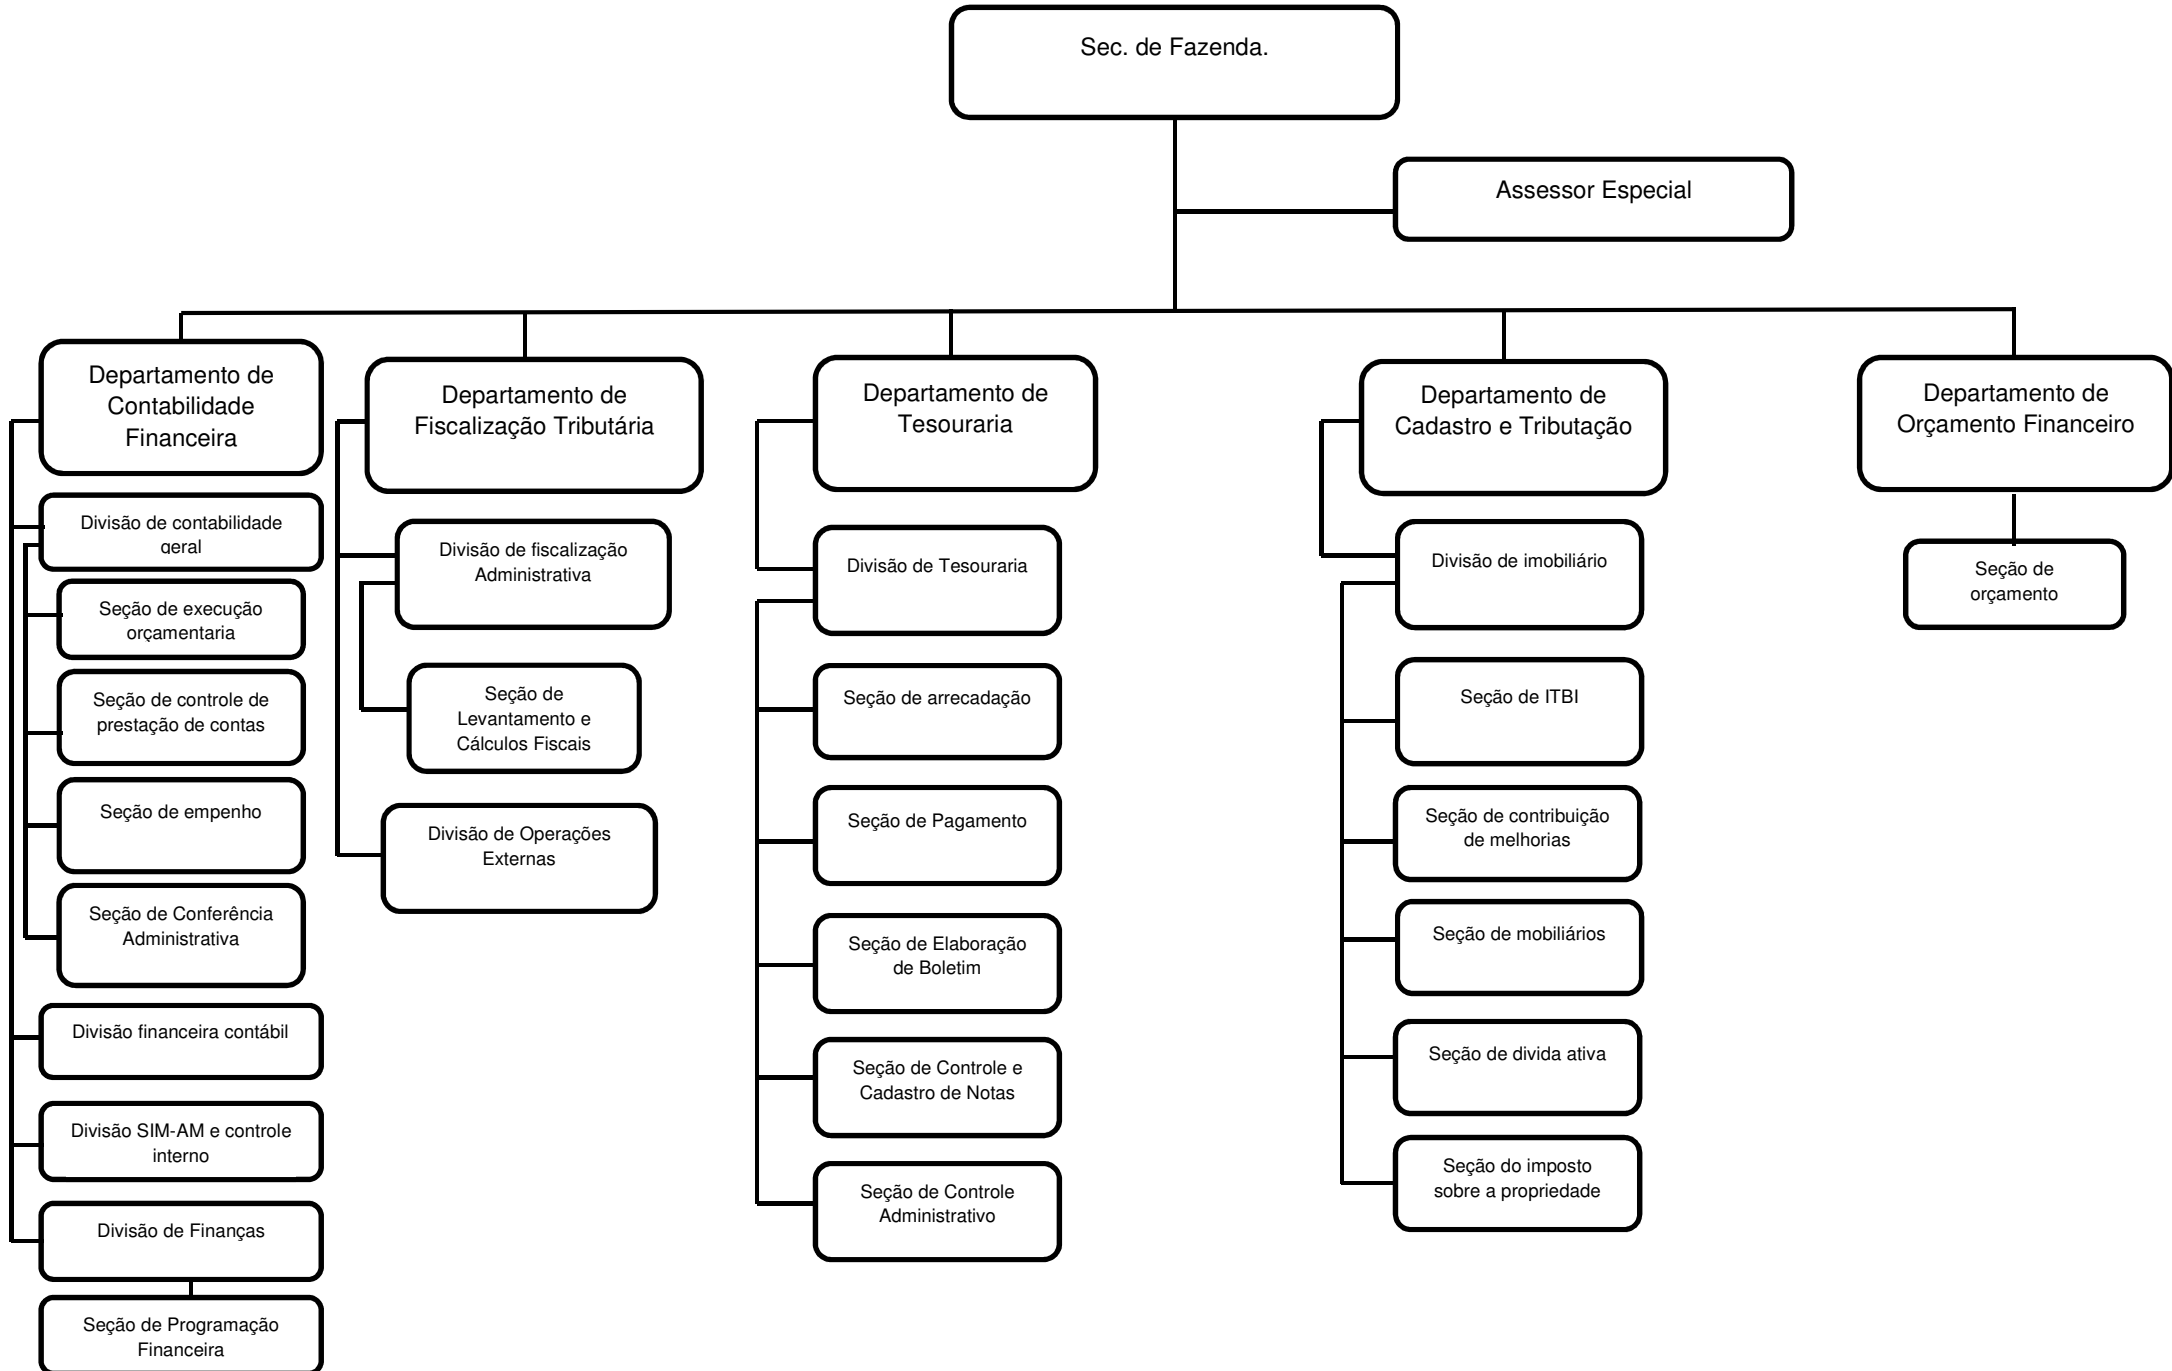 Sec. de Fazenda.
Assessor Especial
Departamento de
Contabilidade
Financeira
Divisão de contabilidade
geral
Seção de execução
orçamentaria
Seção de controle de
prestação de contas
Seção de empenho
Seção de Conferência
Administrativa
Divisão financeira contábil
Divisão SIM-AM e controle
interno
Divisão de Finanças
Seção de Programação
Financeira
Departamento de
Fiscalização Tributária
Divisão de fiscalização
Administrativa
Seção de
Levantamento e
Cálculos Fiscais
Divisão de Operações
Externas
Departamento de
Tesouraria
Divisão de Tesouraria
Seção de arrecadação
Seção de Pagamento
Seção de Elaboração
de Boletim
Seção de Controle e
Cadastro de Notas
Seção de Controle
Administrativo
Departamento de
Cadastro e Tributação
Divisão de imobiliário
Seção de ITBI
Seção de contribuição
de melhorias
Seção de mobiliários
Seção de divida ativa
Seção do imposto
sobre a propriedade
Departamento de
Orçamento Financeiro
Seção de
orçamento